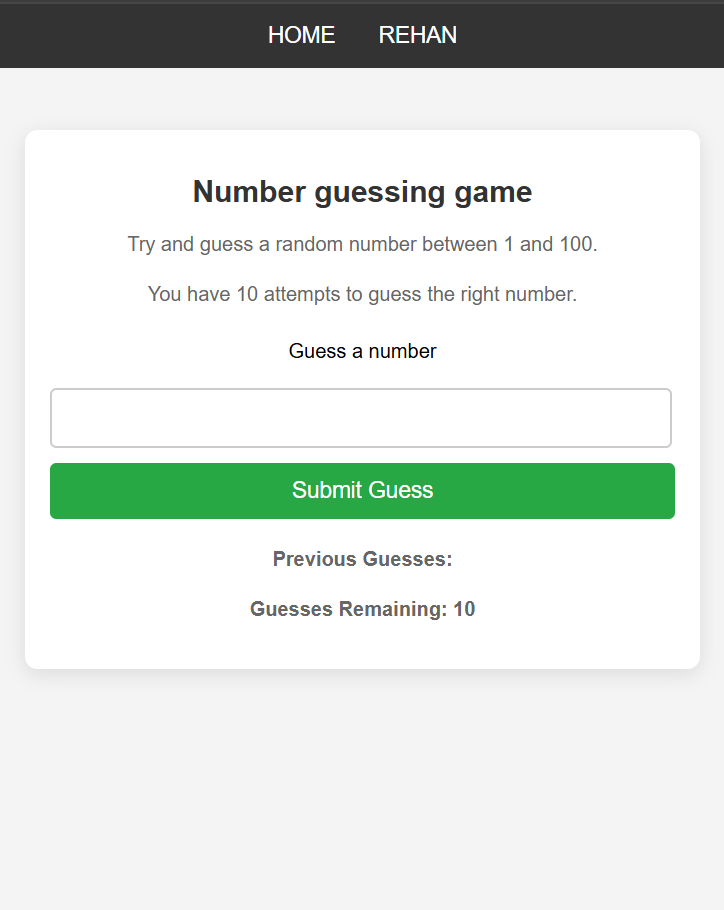 HOME REHAN
Number guessing game
Try and guess a random number between 1 and 100.
You have 10 attempts to guess the right number.
Guess a number
Submit Guess
Previous Guesses:
Guesses Remaining: 10